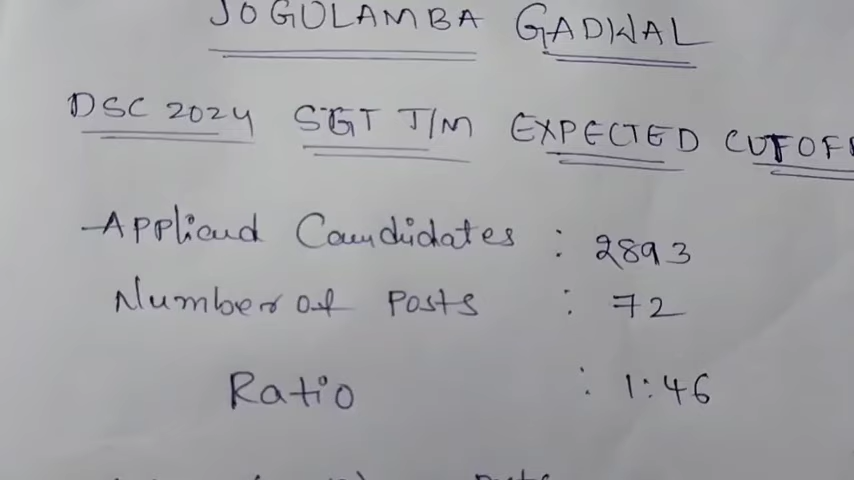 JOGULAMBA GADWAL
DSC 2024 SGT T/M EXPECTED CUTOFF
Applied Candidates : 2893
Number of Posts : 72
Ratio : 1:46